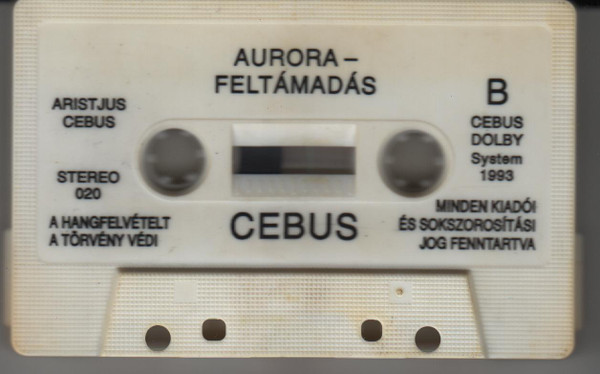 AURORA –
FELTÁMADÁS
ARISTJUS
CEBUS
B
CEBUS
DOLBY
System
1993
STEREO
020
A HANGFELVÉTELT
A TÖRVÉNY VÉDI
CEBUS
MINDEN KIADÓI
ÉS SOKSZOROSÍTÁSI
JOG FENNTARTVA